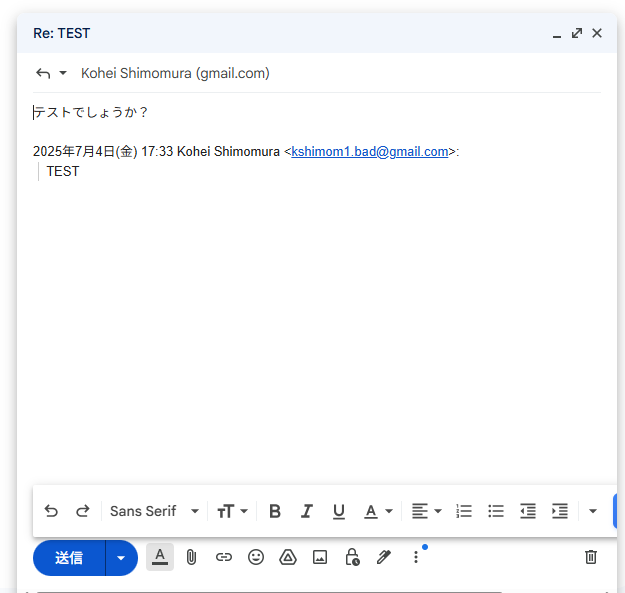 Re: TEST
Kohei Shimomura (gmail.com)
テストでしょうか？
2025年7月4日(金) 17:33 Kohei Shimomura <kshimom1.bad@gmail.com>:
TEST
Sans Serif
送信